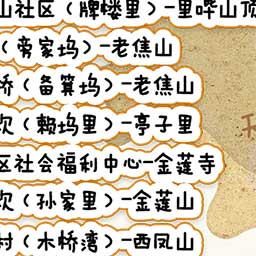 山社区（牌楼里）-里哔山顶
（旁家坞）-老焦山
桥（备箕坞）-老焦山
坎（赖坞里）-亭子里
区社会福利中心-金莲寺
坎（孙家里）-金莲山
村（木桥湾）-西凤山